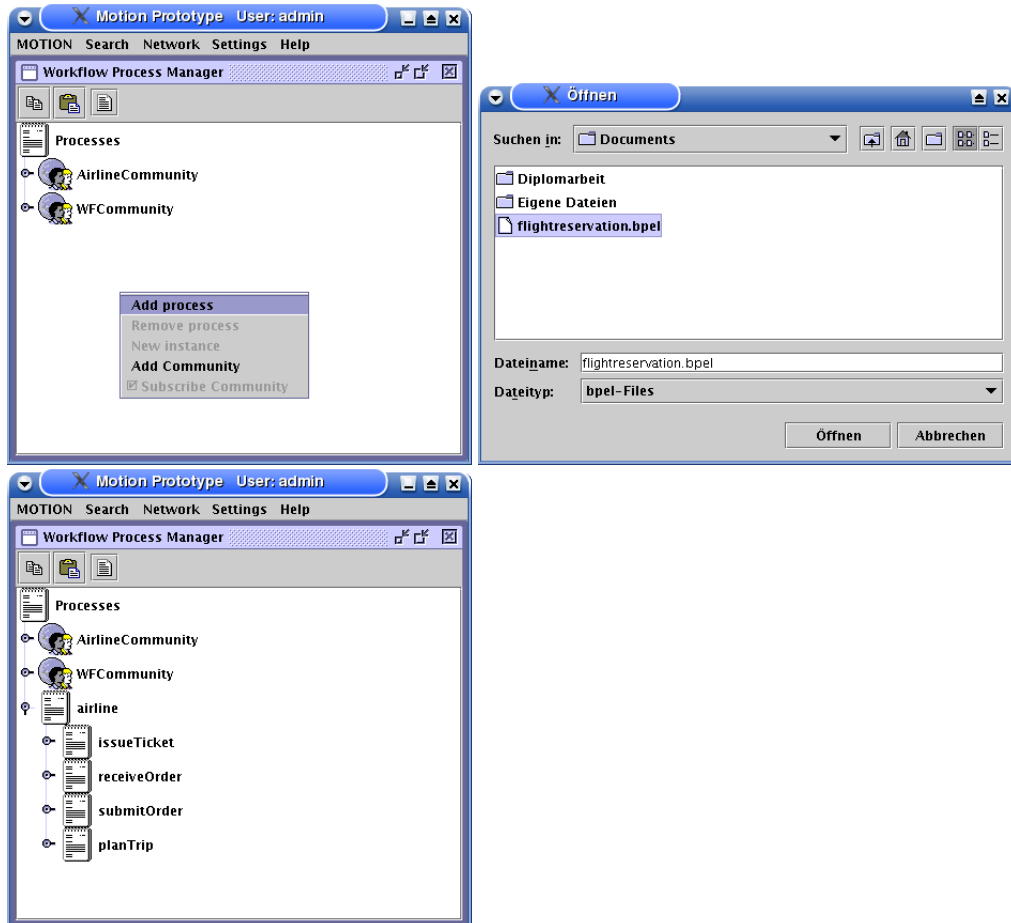 Motion Prototype User: admin
MOTION Search Network Settings Help
Workflow Process Manager
Processes
AirlineCommunity
WFCommunity
Add process
Remove process
New instance
Add Community
Subscribe Community
Öffnen
Suchen in: Documents
Diplomarbeit
Eigene Dateien
flightreservation.bpel
Dateiname: flightreservation.bpel
Dateityp: bpel-Files
Öffnen Abbrechen
Motion Prototype User: admin
MOTION Search Network Settings Help
Workflow Process Manager
Processes
AirlineCommunity
WFCommunity
airline
issueTicket
receiveOrder
submitOrder
planTrip